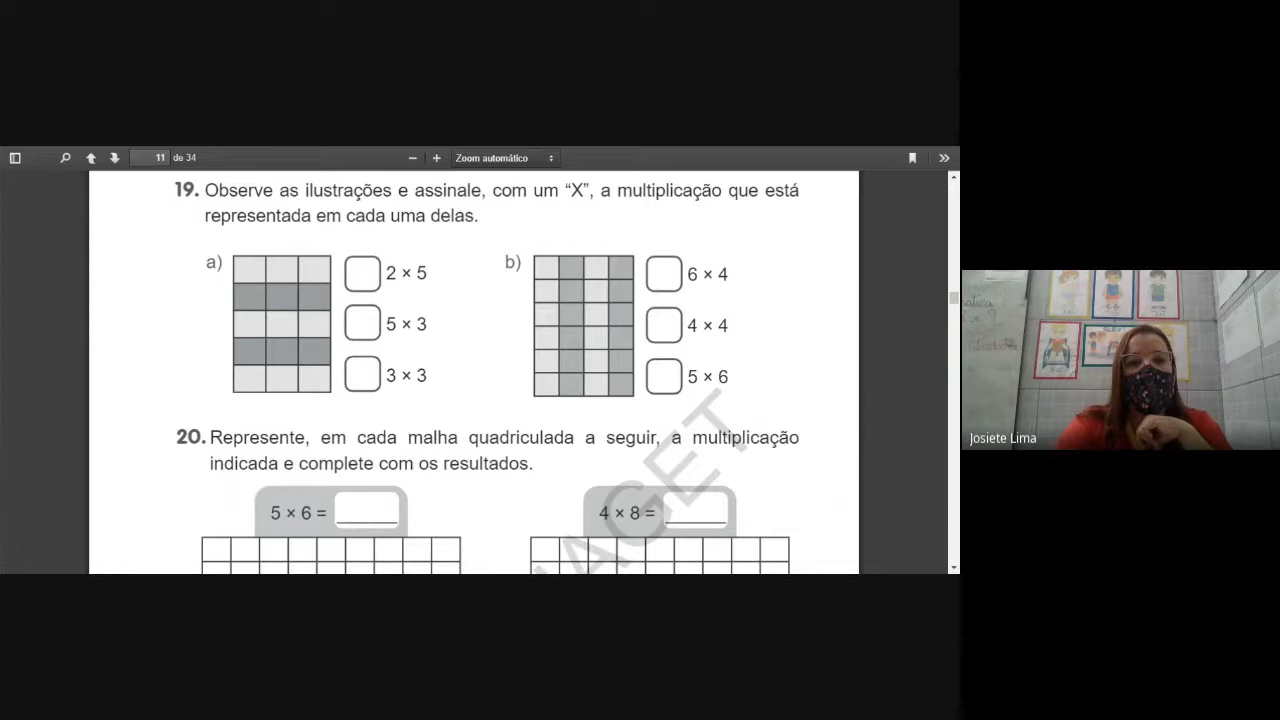 11 de 34
Zoom automático
19. Observe as ilustrações e assinale, com um “X”, a multiplicação que está
representada em cada uma delas.
a)
2 × 5
5 × 3
3 × 3
b)
6 × 4
4 × 4
5 × 6
20. Represente, em cada malha quadriculada a seguir, a multiplicação
indicada e complete com os resultados.
5 × 6 =
4 × 8 =
IAGET
Josiete Lima